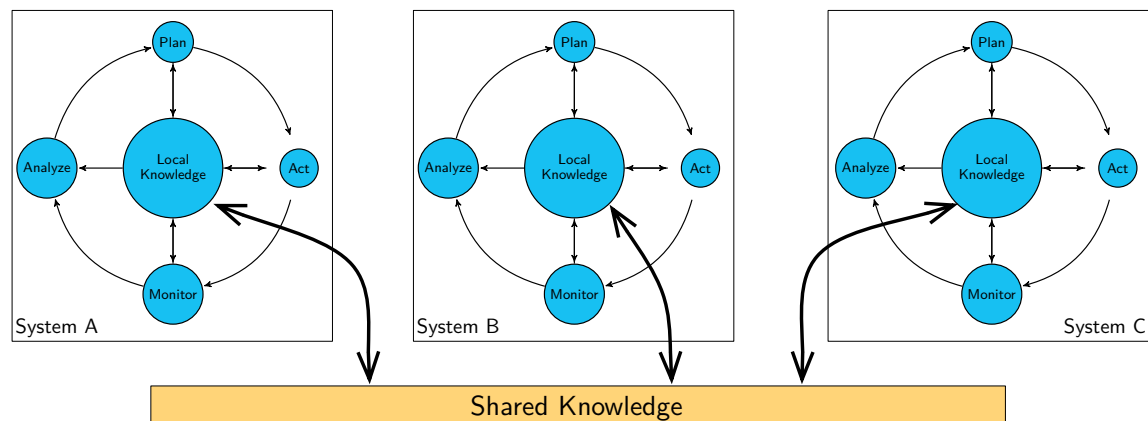 Plan
Analyze
Local
Knowledge
Act
Monitor
System A
Plan
Analyze
Local
Knowledge
Act
Monitor
System B
Plan
Analyze
Local
Knowledge
Act
Monitor
System C
Shared Knowledge